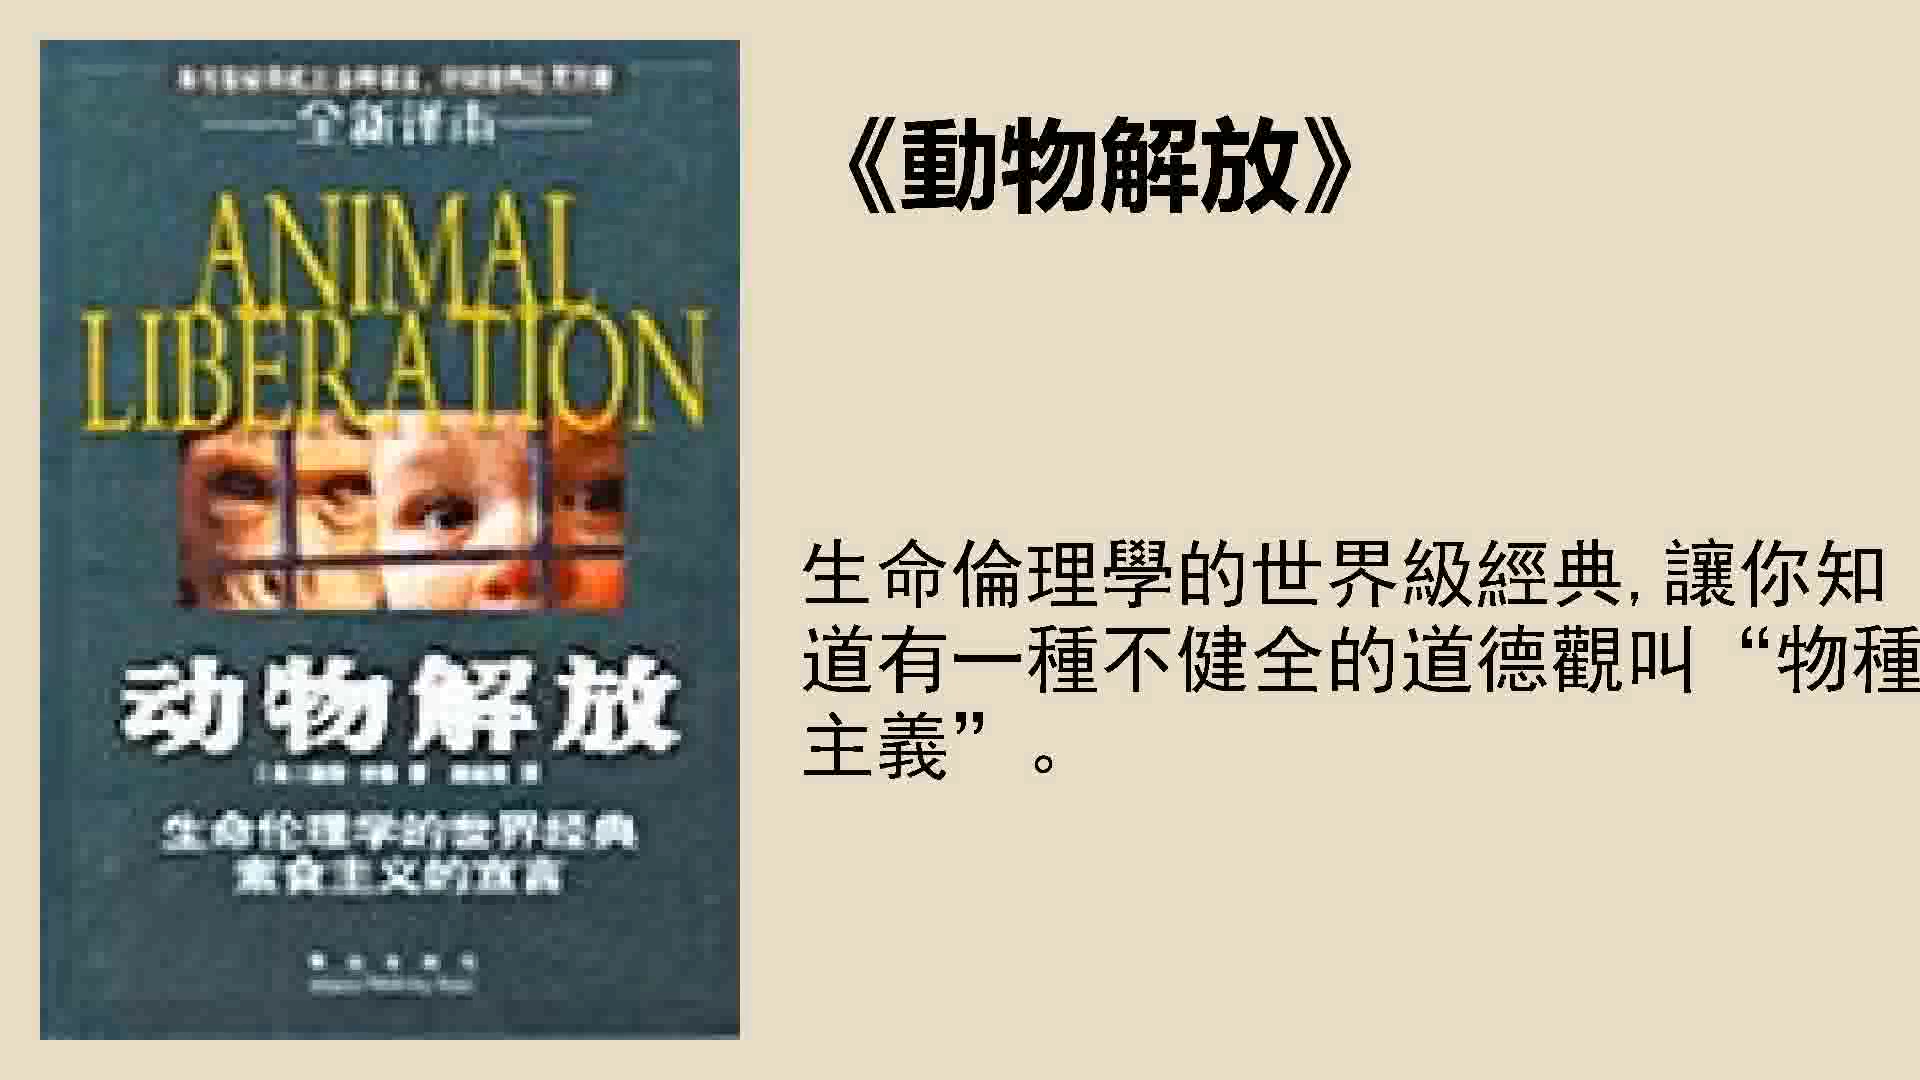 全新译本
ANIMAL
LIBERATION
动物解放
生命伦理学的世界经典
素食主义的宣言
《動物解放》
生命倫理學的世界級經典,讓你知
道有一種不健全的道德觀叫“物種
主義”。